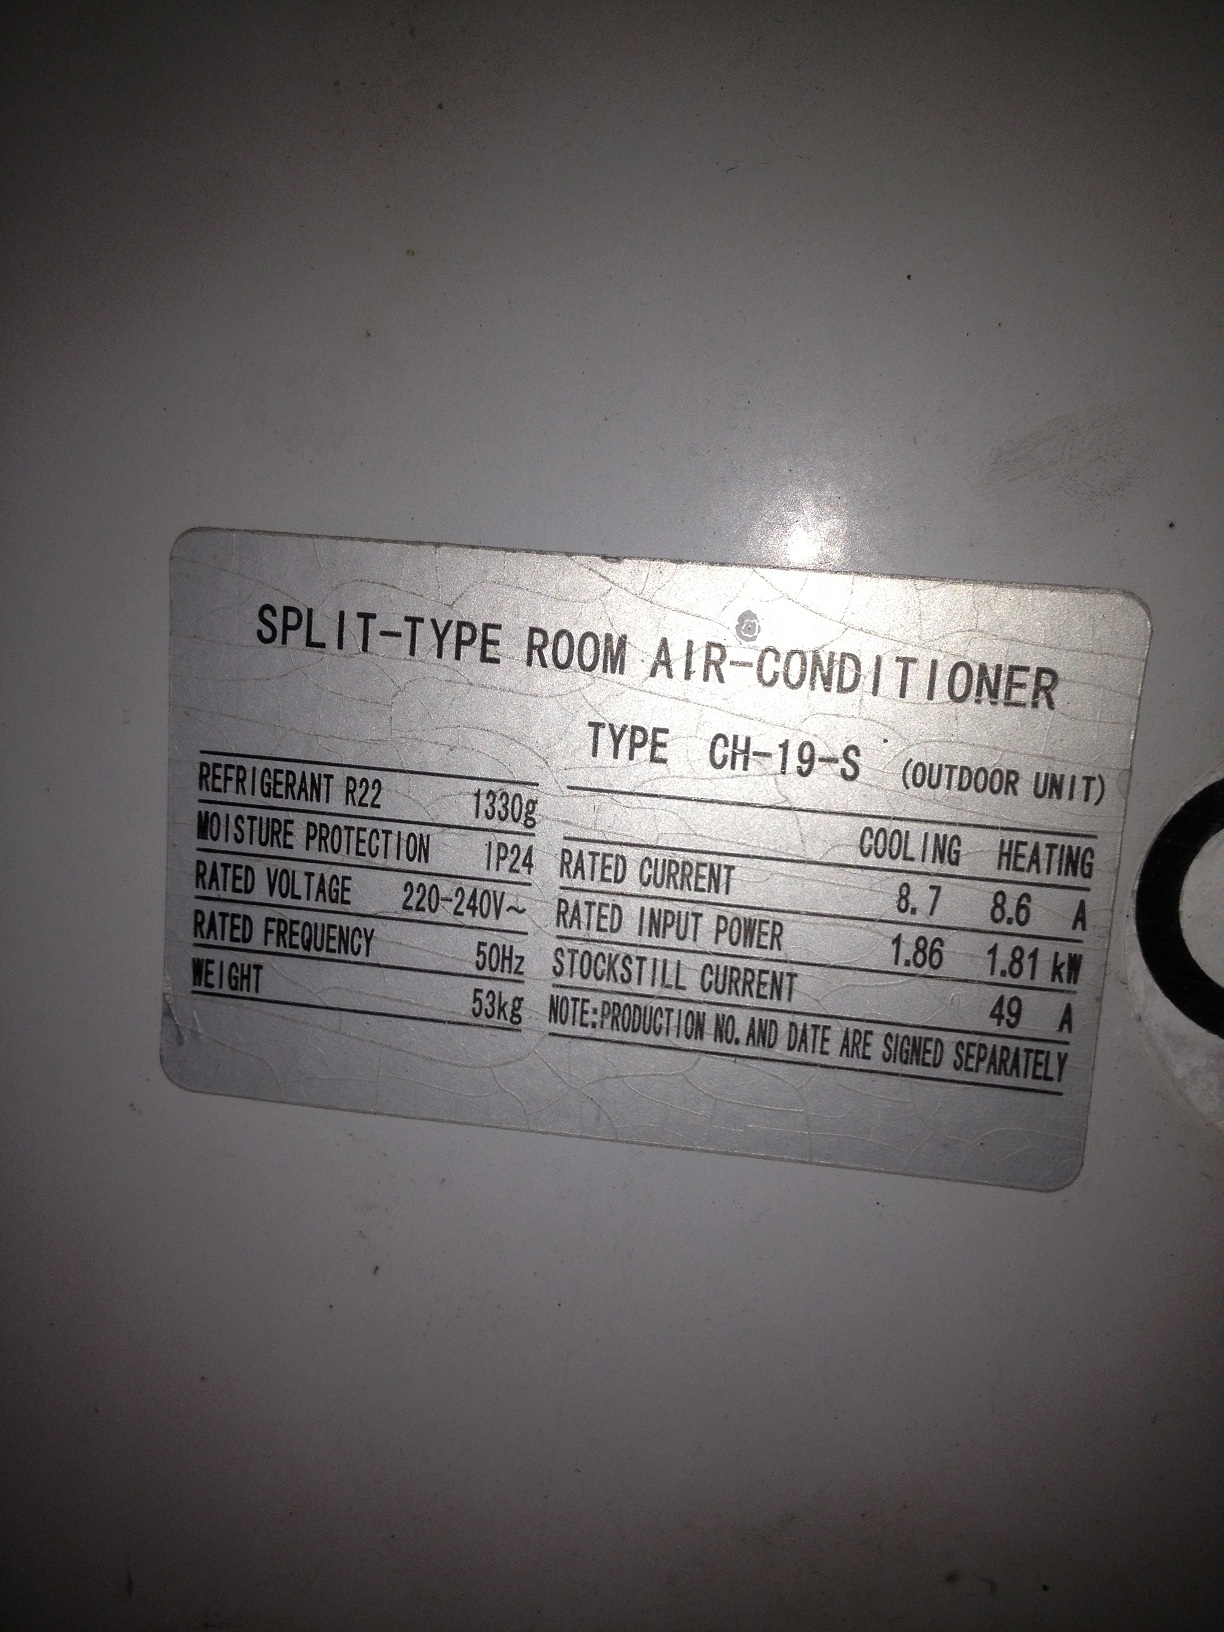 SPLIT-TYPE ROOM AIR-CONDITIONER
TYPE CH-19-S (OUTDOOR UNIT)
REFRIGERANT R22 1330g
MOISTURE PROTECTION IP24
RATED VOLTAGE 220-240V~
RATED FREQUENCY 50Hz
WEIGHT 53kg
COOLING HEATING
RATED CURRENT 8.7 8.6 A
RATED INPUT POWER 1.86 1.81 kW
STOCKSTILL CURRENT 49 A
NOTE:PRODUCTION NO. AND DATE ARE SIGNED SEPARATELY